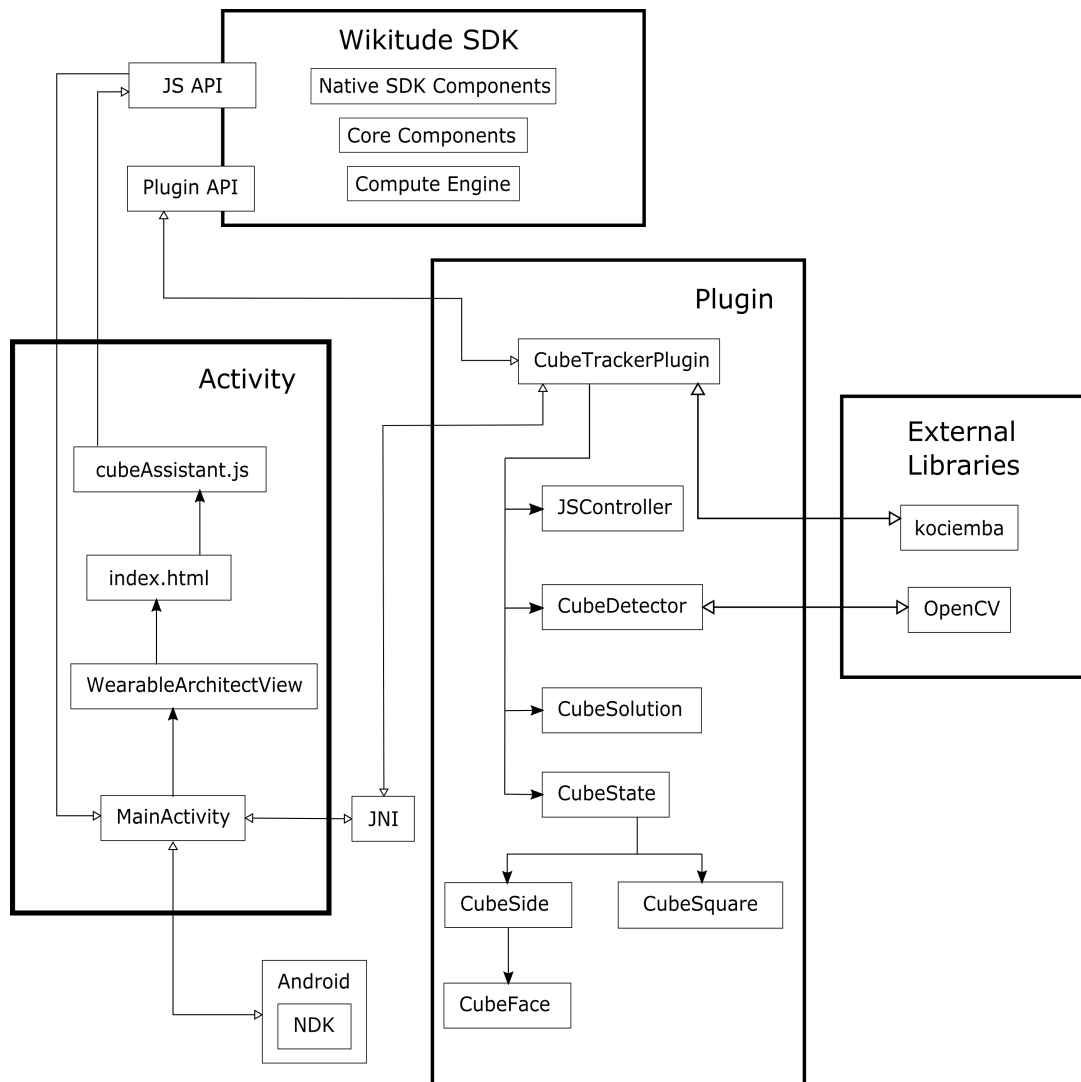 Wikitude SDK
JS API
Native SDK Components
Core Components
Plugin API
Compute Engine
Plugin
CubeTrackerPlugin
Activity
External
Libraries
cubeAssistant.js
JSController
kociemba
index.html
CubeDetector
OpenCV
WearableArchitectView
CubeSolution
CubeState
MainActivity
JNI
CubeSide
CubeSquare
Android
NDK
CubeFace